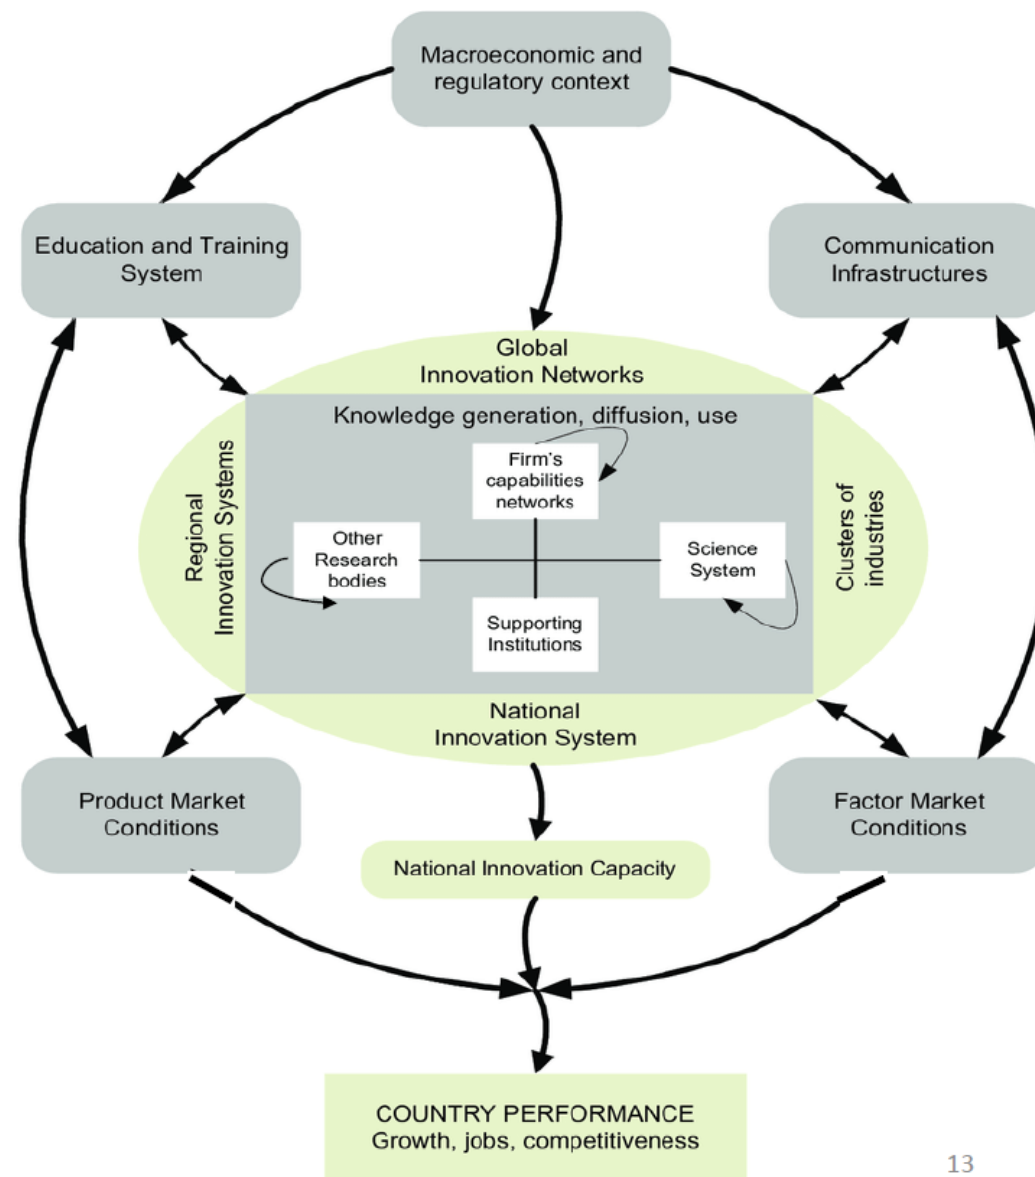 Macroeconomic and
regulatory context
Education and Training
System
Communication
Infrastructures
Global
Innovation Networks
Knowledge generation, diffusion, use
Firm's
capabilities
networks
Regional
Innovation Systems
Other
Research
bodies
Science
System
Clusters of
industries
Supporting
Institutions
National
Innovation System
Product Market
Conditions
Factor Market
Conditions
National Innovation Capacity
COUNTRY PERFORMANCE
Growth, jobs, competitiveness
13